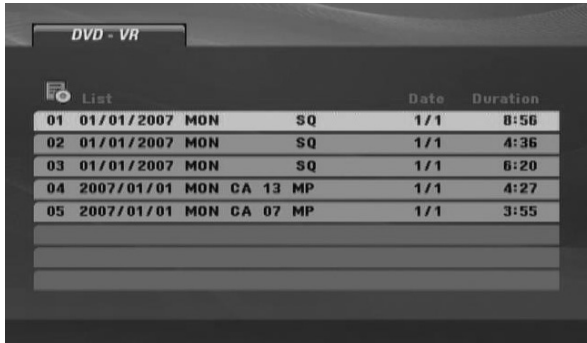 DVD - VR
List Date Duration
01 01/01/2007 MON SQ 1/1 8:56
02 01/01/2007 MON SQ 1/1 4:36
03 01/01/2007 MON SQ 1/1 6:20
04 2007/01/01 MON CA 13 MP 1/1 4:27
05 2007/01/01 MON CA 07 MP 1/1 3:55